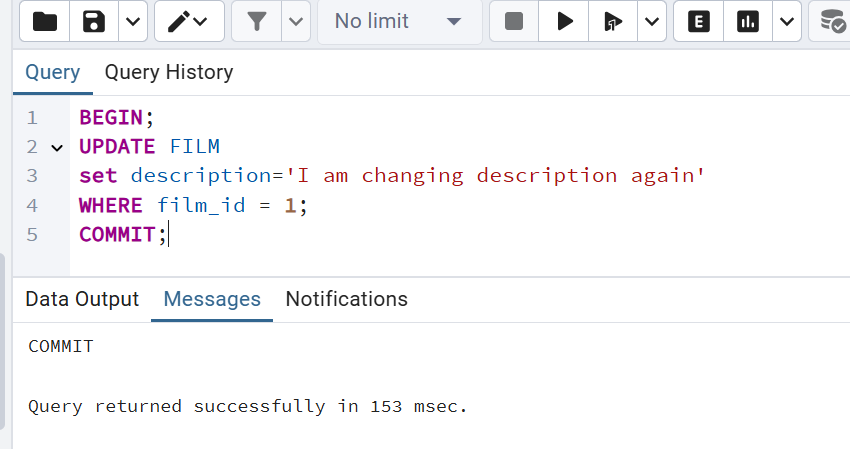 No limit
E
Query Query History
1 BEGIN;
2 UPDATE FILM
3 set description='I am changing description again'
4 WHERE film_id = 1;
5 COMMIT;
Data Output Messages Notifications
COMMIT
Query returned successfully in 153 msec.